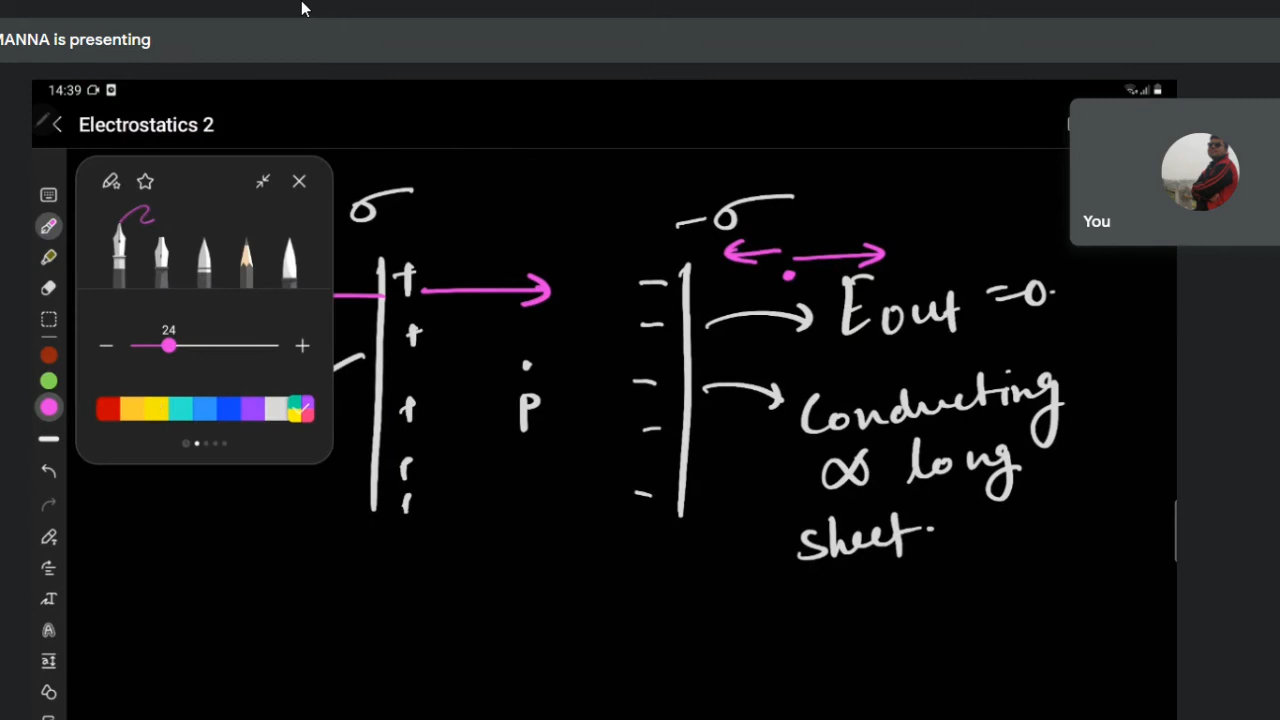 MANNA is presenting
14:39
Electrostatics 2
You
σ
-σ
24
+
+
+
P
Eout = 0.
Conducting
∞ long
sheet.